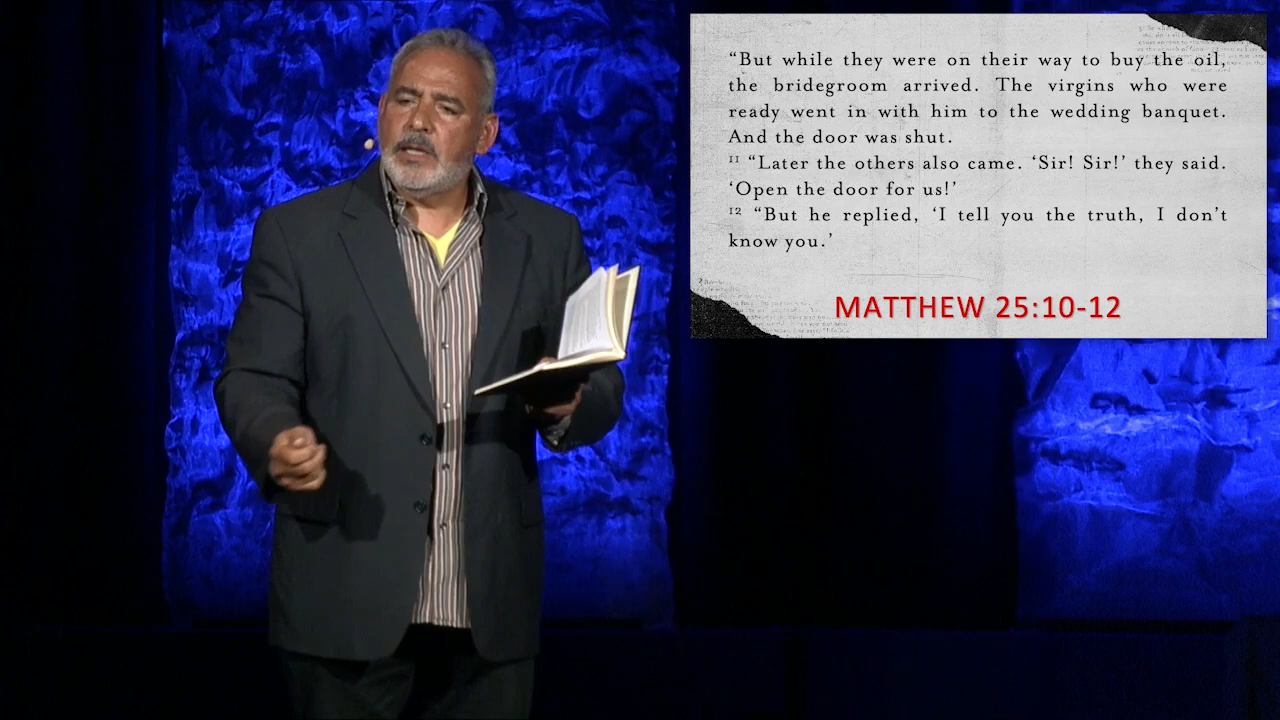 “But while they were on their way to buy the oil,
the bridegroom arrived. The virgins who were
ready went in with him to the wedding banquet.
And the door was shut.
11 “Later the others also came. ‘Sir! Sir!’ they said.
‘Open the door for us!’
12 “But he replied, ‘I tell you the truth, I don’t
know you.’
MATTHEW 25:10-12